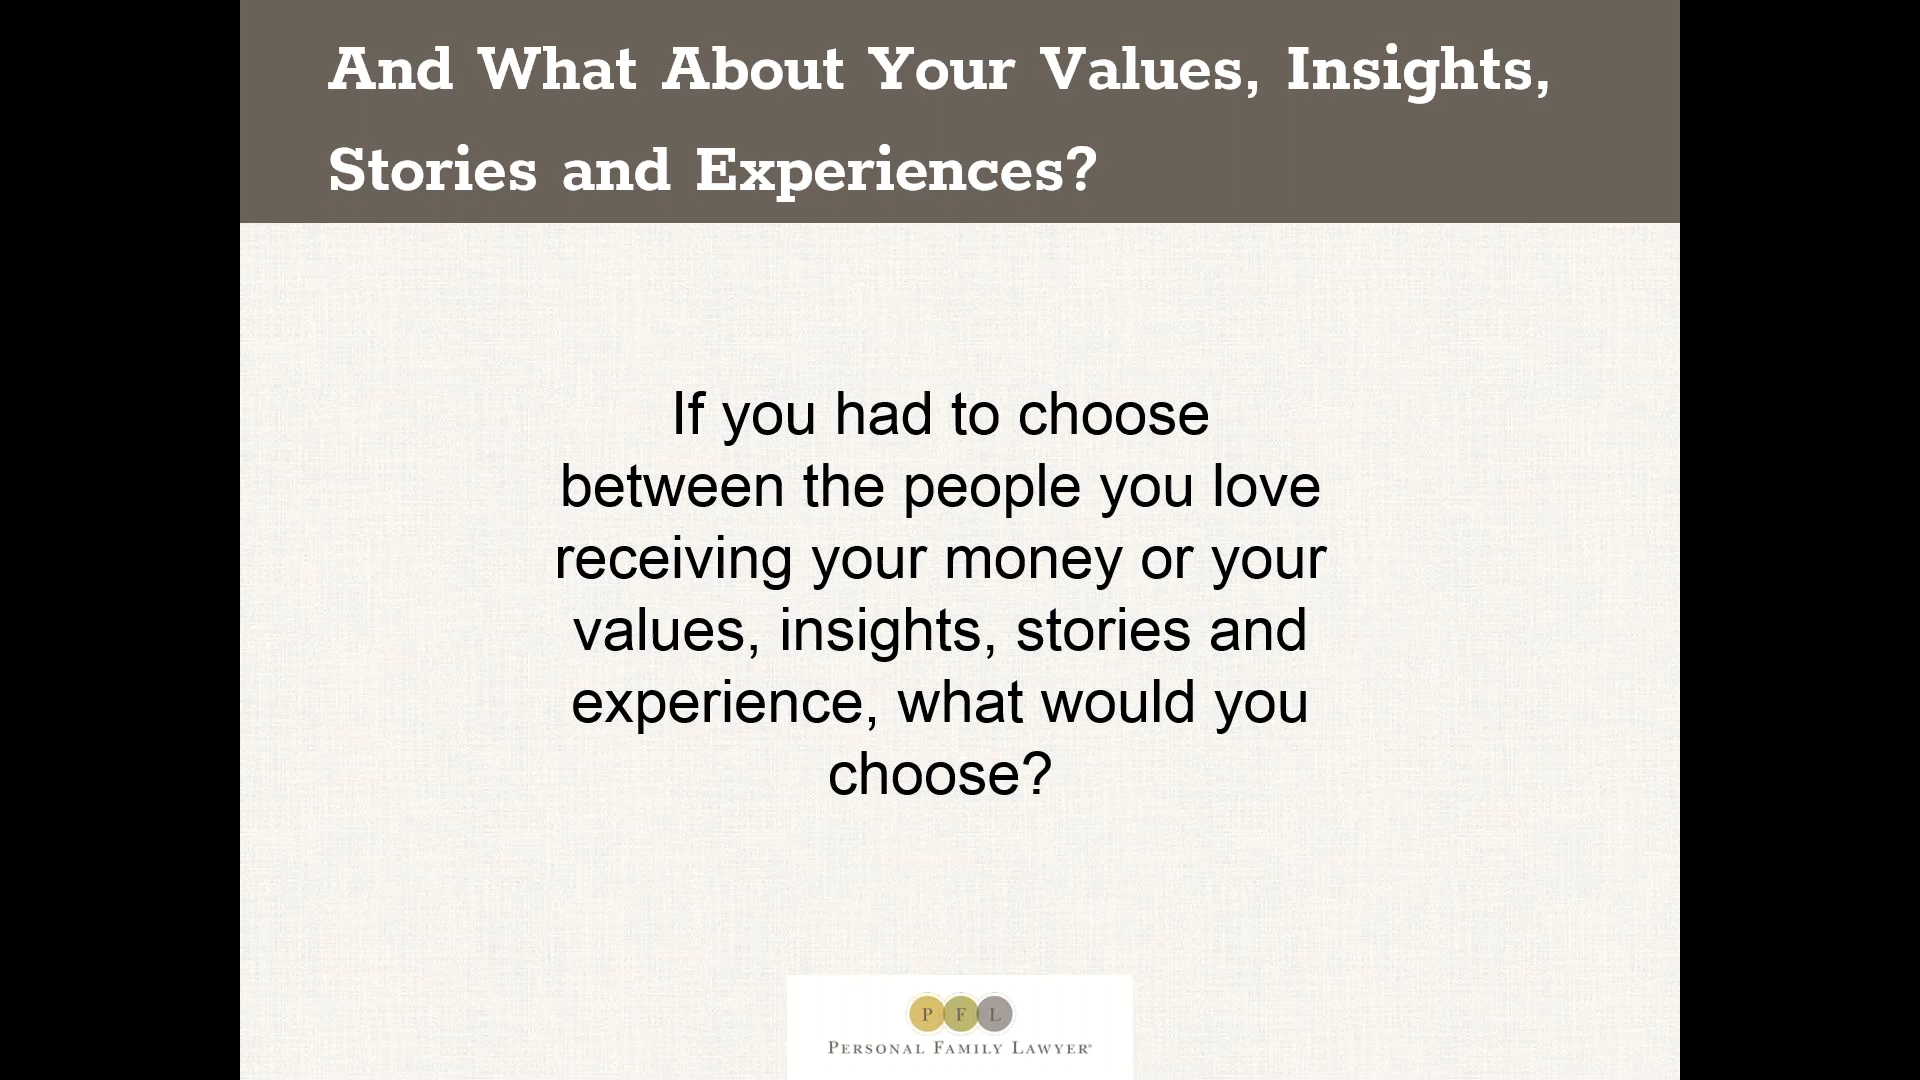 And What About Your Values, Insights,
Stories and Experiences?
If you had to choose
between the people you love
receiving your money or your
values, insights, stories and
experience, what would you
choose?
P F L
PERSONAL FAMILY LAWYER®